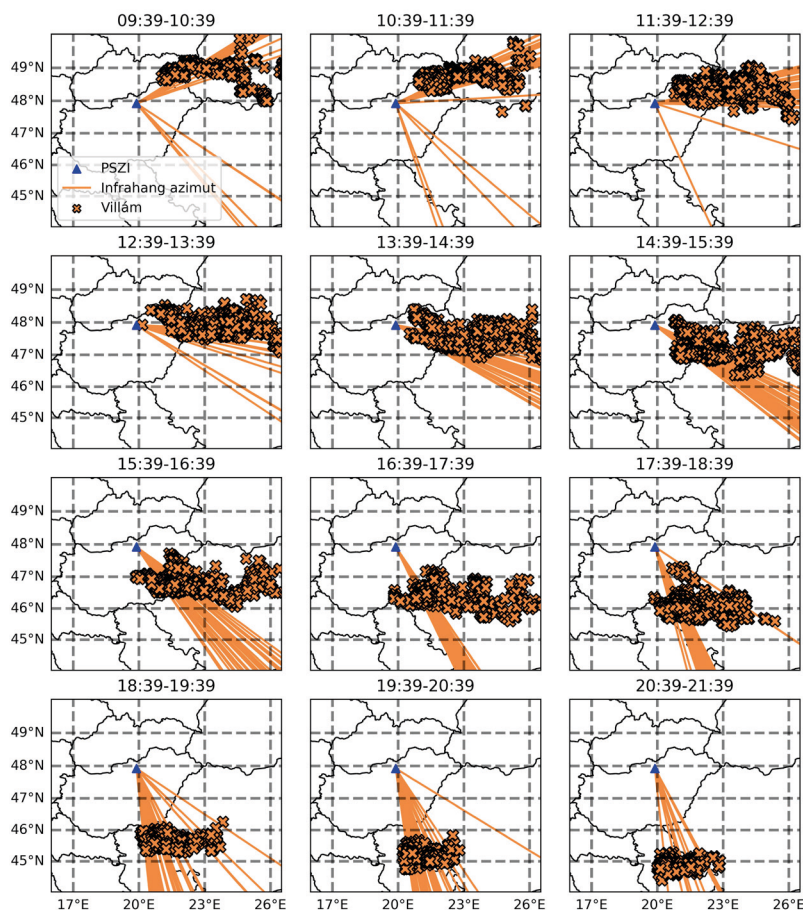 09:39-10:39 10:39-11:39 11:39-12:39
49°N
48°N
47°N
46°N
45°N
PSZI
Infrahang azimut
Villám
12:39-13:39 13:39-14:39 14:39-15:39
49°N
48°N
47°N
46°N
45°N
15:39-16:39 16:39-17:39 17:39-18:39
49°N
48°N
47°N
46°N
45°N
18:39-19:39 19:39-20:39 20:39-21:39
49°N
48°N
47°N
46°N
45°N
17°E 20°E 23°E 26°E 17°E 20°E 23°E 26°E 17°E 20°E 23°E 26°E